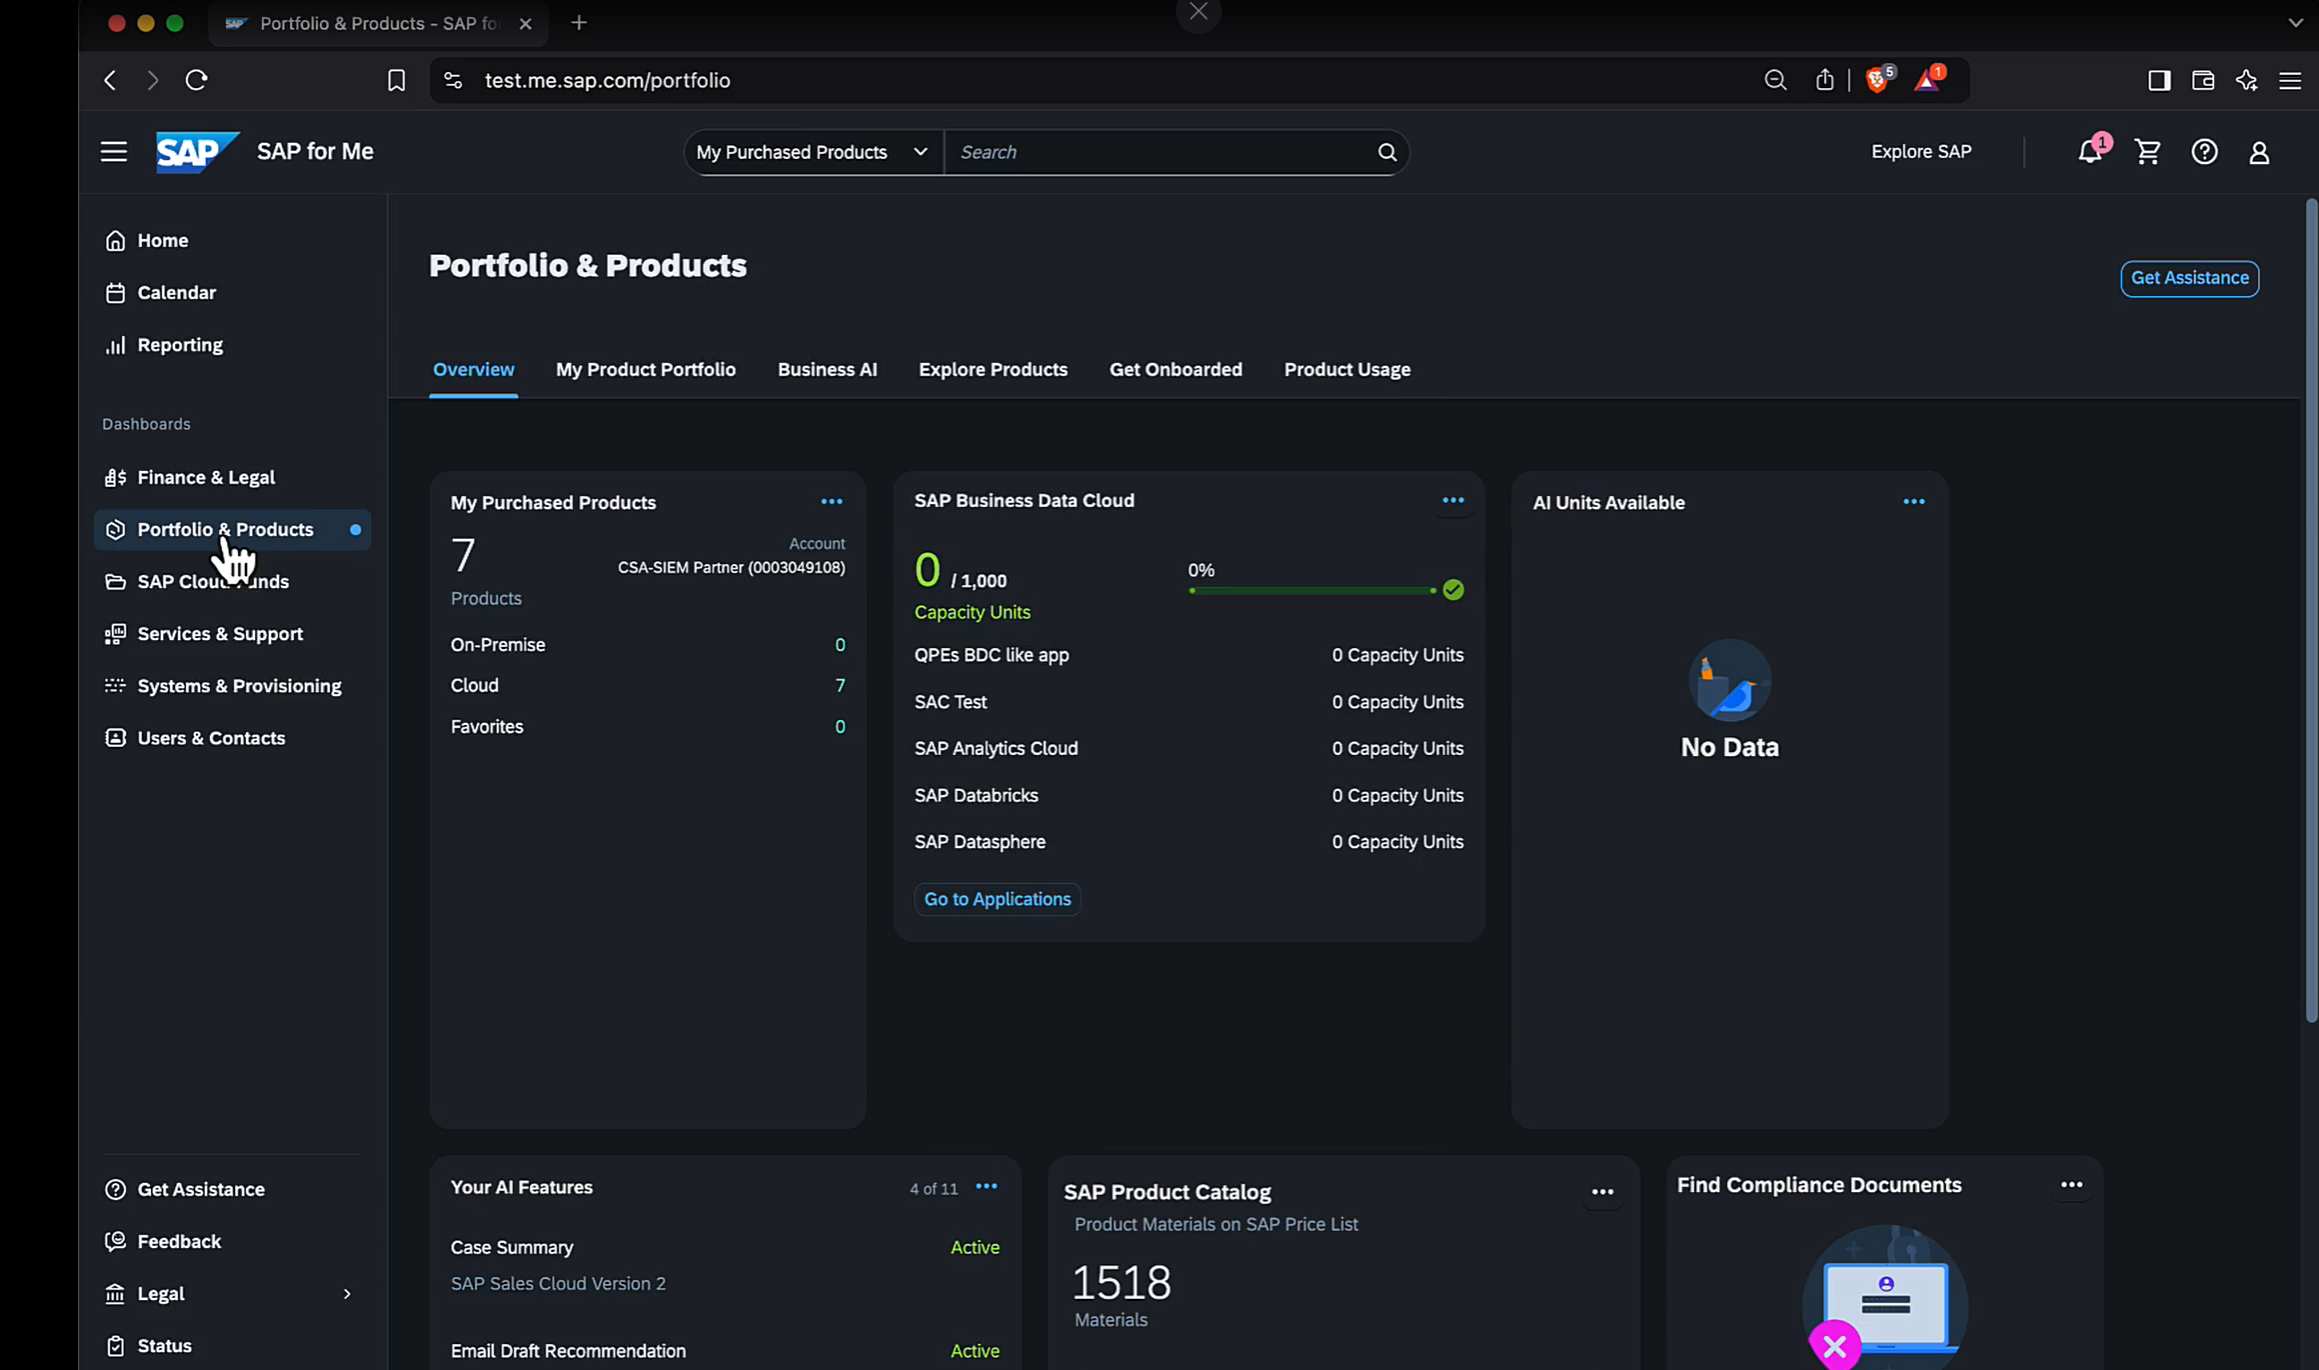 SAP Portfolio & Products - SAP fo
test.me.sap.com/portfolio
5
1
SAP SAP for Me
My Purchased Products
Search
Explore SAP
1
Home
Calendar
Reporting
Dashboards
Finance & Legal
Portfolio & Products
SAP Cloud
Services & Support
Systems & Provisioning
Users & Contacts
Get Assistance
Feedback
Legal
Status
Portfolio & Products
Get Assistance
Overview My Product Portfolio Business AI Explore Products Get Onboarded Product Usage
My Purchased Products
7
Products
Account
CSA-SIEM Partner (0003049108)
On-Premise 0
Cloud 7
Favorites 0
SAP Business Data Cloud
0 / 1,000
Capacity Units
0%
QPEs BDC like app 0 Capacity Units
SAC Test 0 Capacity Units
SAP Analytics Cloud 0 Capacity Units
SAP Databricks 0 Capacity Units
SAP Datasphere 0 Capacity Units
Go to Applications
AI Units Available
No Data
Your AI Features 4 of 11
Case Summary Active
SAP Sales Cloud Version 2
Email Draft Recommendation Active
SAP Product Catalog
Product Materials on SAP Price List
1518
Materials
Find Compliance Documents